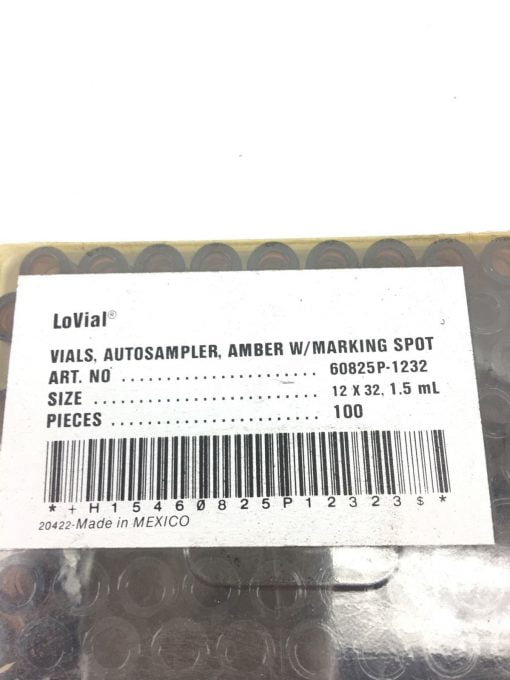 LoVial®
VIALS, AUTOSAMPLER, AMBER W/MARKING SPOT
ART. NO ..................... 60825P-1232
SIZE ........................ 12 X 32, 1.5 mL
PIECES ...................... 100
*+H15460825P12323$*
20422-Made in MEXICO